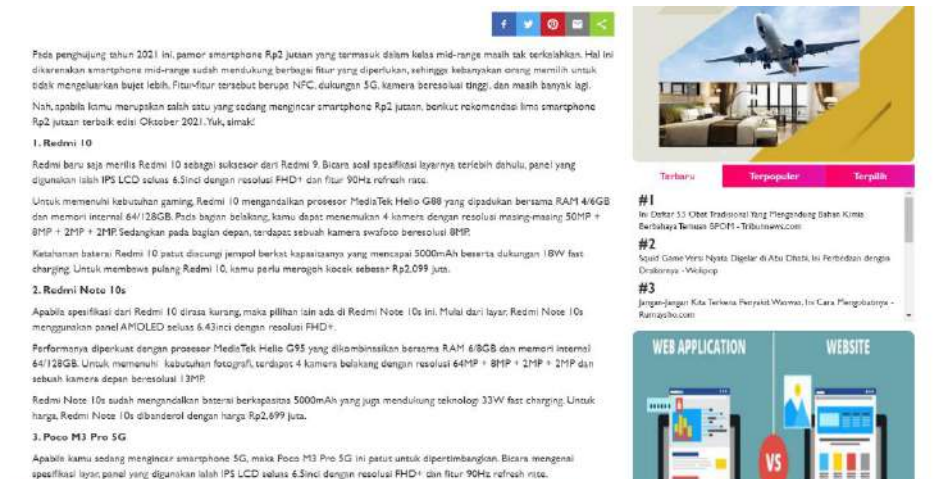 Pada penghujung tahun 2021 ini, pamor smartphone Rp2 jutaan yang termasuk dalam kelas mid-range masih tak terkalahkan. Hal ini
dikarenakan smartphone mid-range sudah mendukung berbagai fitur yang diperlukan, sehingga kebanyakan orang memilih untuk
tidak mengeluarkan bujet lebih. Fitur-fitur tersebut berupa NFC, dukungan 5G, kamera beresoluai tinggi, dan masih banyak lagi.
Nah, apabila kamu merupakan salah satu yang sedang mengincar smartphone Rp2 jutaan, berikut rekomendasi lima smartphone
Rp2 jutaan terbaik edisi Oktober 2021. Yuk, simak!
1. Redmi 10
Redmi baru saja merilis Redmi 10 sebagai suksesor dari Redmi 9. Bicara soal spesifikasi layarnya terlebih dahulu, panel yang
digunakan ialah IPS LCD seluas 6.5inci dengan resolusi FHD+ dan fitur 90Hz refresh rate.
Untuk memenuhi kebutuhan gaming, Redmi 10 mengandalkan prosesor MediaTek Helio G88 yang dipadukan bersama RAM 4/6GB
dan memori internal 64/128GB. Pada bagian belakang, kamu dapat menemukan 4 kamera dengan resolusi masing-masing 50MP +
8MP + 2MP + 2MP. Sedangkan pada bagian depan, terdapat sebuah kamera swafoto beresolusi 8MP.
Ketahanan baterai Redmi 10 patut diacungi jempol berkat kapasitasnya yang mencapai 5000mAh beserta dukungan 18W fast
charging. Untuk membawa pulang Redmi 10, kamu perlu merogoh kocek sebesar Rp2,099 juta.
2. Redmi Note 10s
Apabila spesifikasi dari Redmi 10 dirasa kurang, maka pilihan lain ada di Redmi Note 10s ini. Mulai dari layar, Redmi Note 10s
menggunakan panel AMOLED seluas 6.43inci dengan resolusi FHD+.
Performanya diperkuat dengan prosesor MediaTek Helio G95 yang dikombinasikan bersama RAM 6/8GB dan memori internal
64/128GB. Untuk memenuhi kebutuhan fotografi, terdapat 4 kamera belakang dengan resolusi 64MP + 8MP + 2MP + 2MP dan
sebuah kamera depan beresolusi 13MP.
Redmi Note 10s sudah mengandalkan baterai berkapasitas 5000mAh yang juga mendukung teknologi 33W fast charging. Untuk
harga, Redmi Note 10s dibanderol dengan harga Rp2,699 juta.
3. Poco M3 Pro 5G
Apabila kamu sedang mengincar smartphone 5G, maka Poco M3 Pro 5G ini patut untuk dipertimbangkan. Bicara mengenai
spesifikasi layar, panel yang digunakan ialah IPS LCD seluas 6.5inci dengan resolusi FHD+ dan fitur 90Hz refresh rate.
Terbaru Terpopuler Terpilih
#1
Ini Daftar 53 Obat Tradisional Yang Mengandung Bahan Kimia
Berbahaya Temuan BPOM - Tribunnews.com
#2
Squid Game Versi Nyata Digelar di Abu Dhabi, Ini Perbedaan dengan
Drakornya - Wolipop
#3
Jangan-Jangan Kita Terkena Penyakit Waswas, Ini Cara Mengobatinya -
Rumaysho.com
WEB APPLICATION WEBSITE
VS